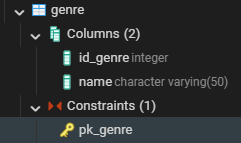 genre
Columns (2)
id_genre integer
name character varying(50)
Constraints (1)
pk_genre